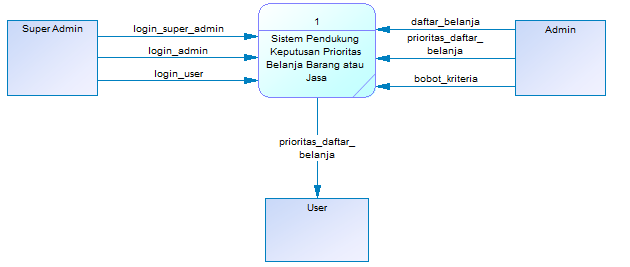 Super Admin
login_super_admin
login_admin
login_user
1
Sistem Pendukung
Keputusan Prioritas
Belanja Barang atau
Jasa
daftar_belanja
prioritas_daftar_
belanja
bobot_kriteria
Admin
prioritas_daftar_
belanja
User